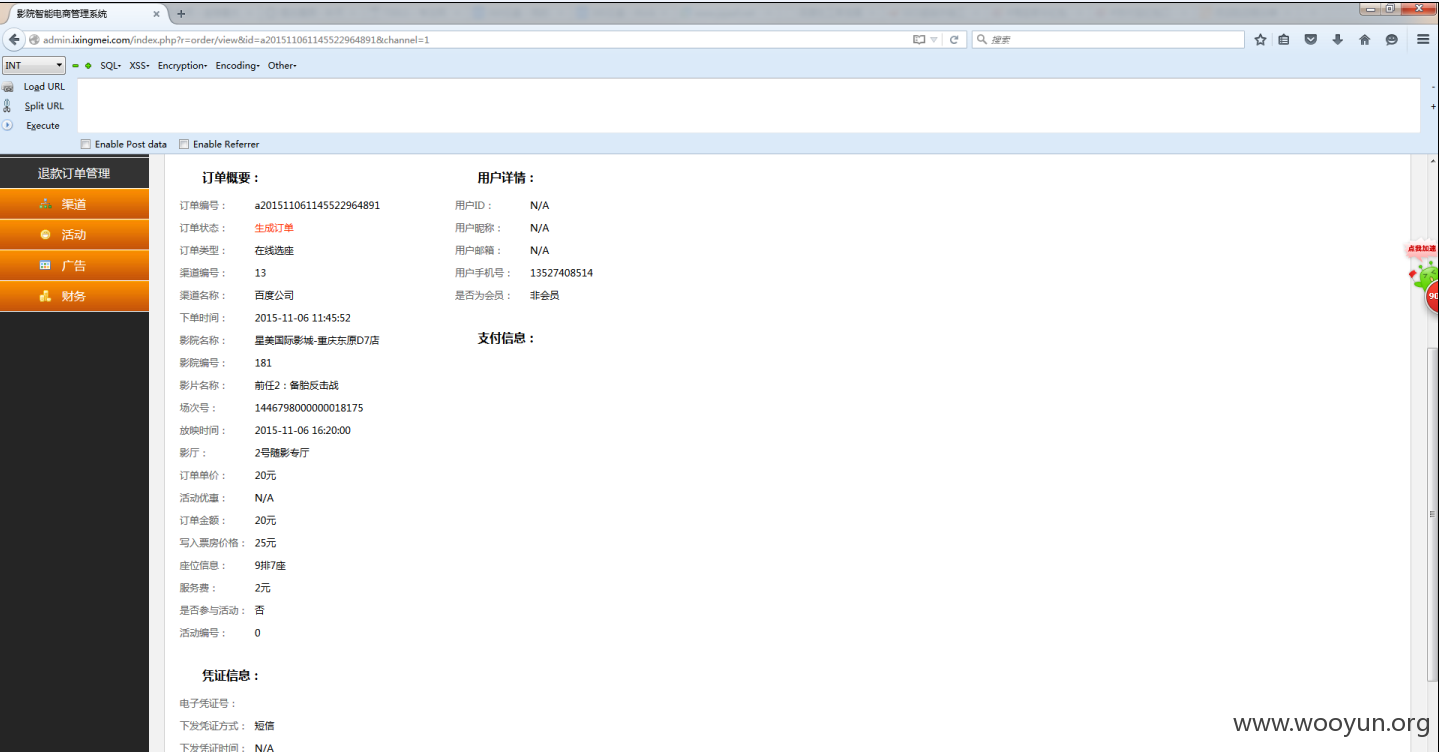 影院智能电商管理系统
admin.ixingmei.com/index.php?r=order/view&id=a201511061145522964891&channel=1
搜索
INT SQL- XSS- Encryption- Encoding- Other-
Load URL
Split URL
Execute
Enable Post data Enable Referrer
退款订单管理
渠道
活动
广告
财务
订单概要：
订单编号： a201511061145522964891
订单状态： 生成订单
订单类型： 在线选座
渠道编号： 13
渠道名称： 百度公司
下单时间： 2015-11-06 11:45:52
影院名称： 星美国际影城-重庆东原D7店
影院编号： 181
影片名称： 前任2：备胎反击战
场次号： 1446798000000018175
放映时间： 2015-11-06 16:20:00
影厅： 2号随影专厅
订单单价： 20元
活动优惠： N/A
订单金额： 20元
写入票房价格： 25元
座位信息： 9排7座
服务费： 2元
是否参与活动： 否
活动编号： 0
凭证信息：
电子凭证号：
下发凭证方式： 短信
下发凭证时间： N/A
用户详情：
用户ID： N/A
用户昵称： N/A
用户邮箱： N/A
用户手机号： 13527408514
是否为会员： 非会员
支付信息：
点我加速
90
www.wooyun.org